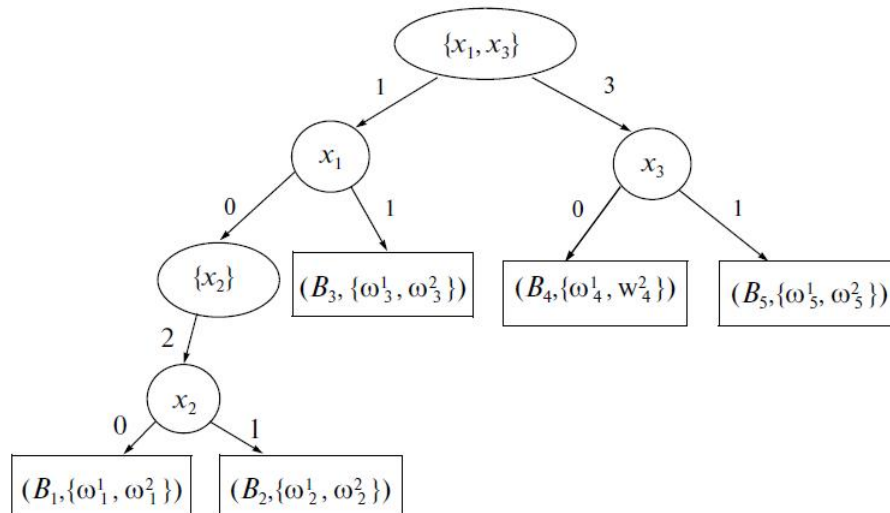 {x₁, x₃}
1 3
x₁ x₃
0 1 0 1
{x₂} (B₃, {ω¹₃, ω²₃}) (B₄,{ω¹₄, w²₄}) (B₅,{ω¹₅, ω²₅})
2
x₂
0 1
(B₁,{ω¹₁, ω²₁}) (B₂,{ω¹₂, ω²₂})